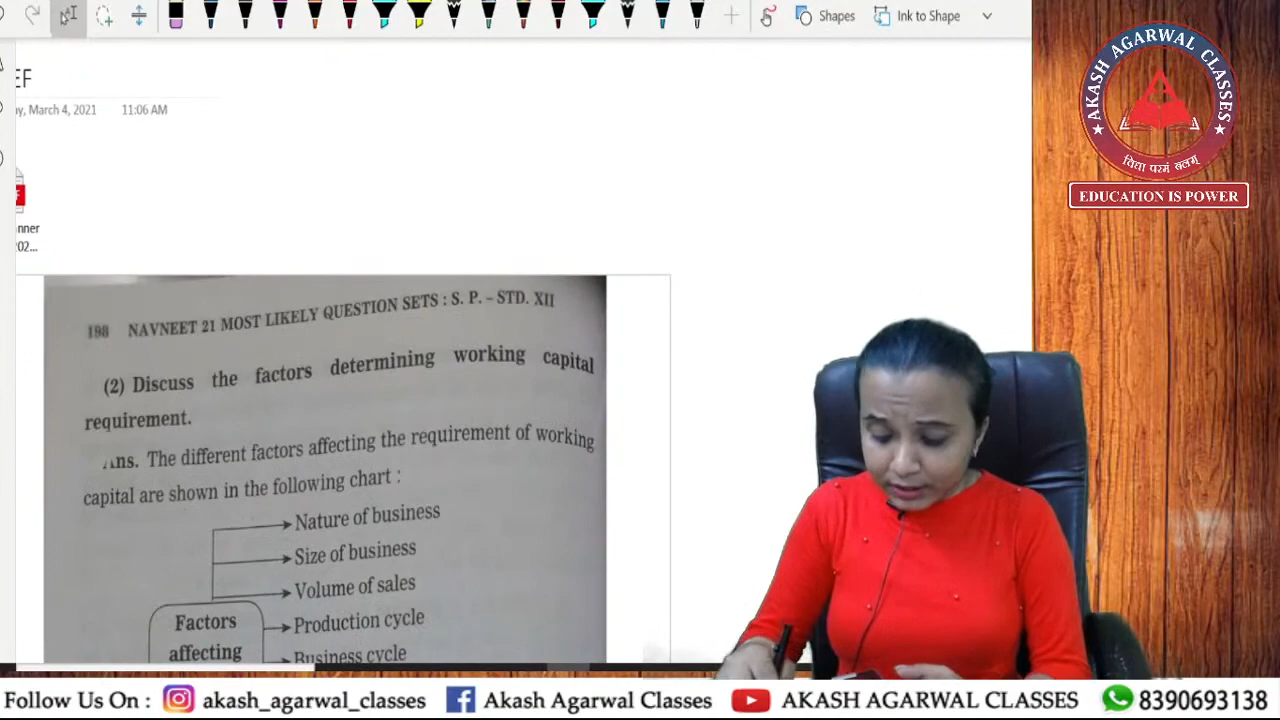 Shapes
Ink to Shape
EF
March 4, 2021 11:06 AM
198 NAVNEET 21 MOST LIKELY QUESTION SETS : S. P. – STD. XII
(2) Discuss the factors determining working capital
requirement.
Ans. The different factors affecting the requirement of working
capital are shown in the following chart :
Nature of business
Size of business
Volume of sales
Production cycle
Business cycle
Factors
affecting
AKASH AGARWAL CLASSES
विद्या परमं बलम्
EDUCATION IS POWER
Follow Us On : akash_agarwal_classes Akash Agarwal Classes AKASH AGARWAL CLASSES 8390693138